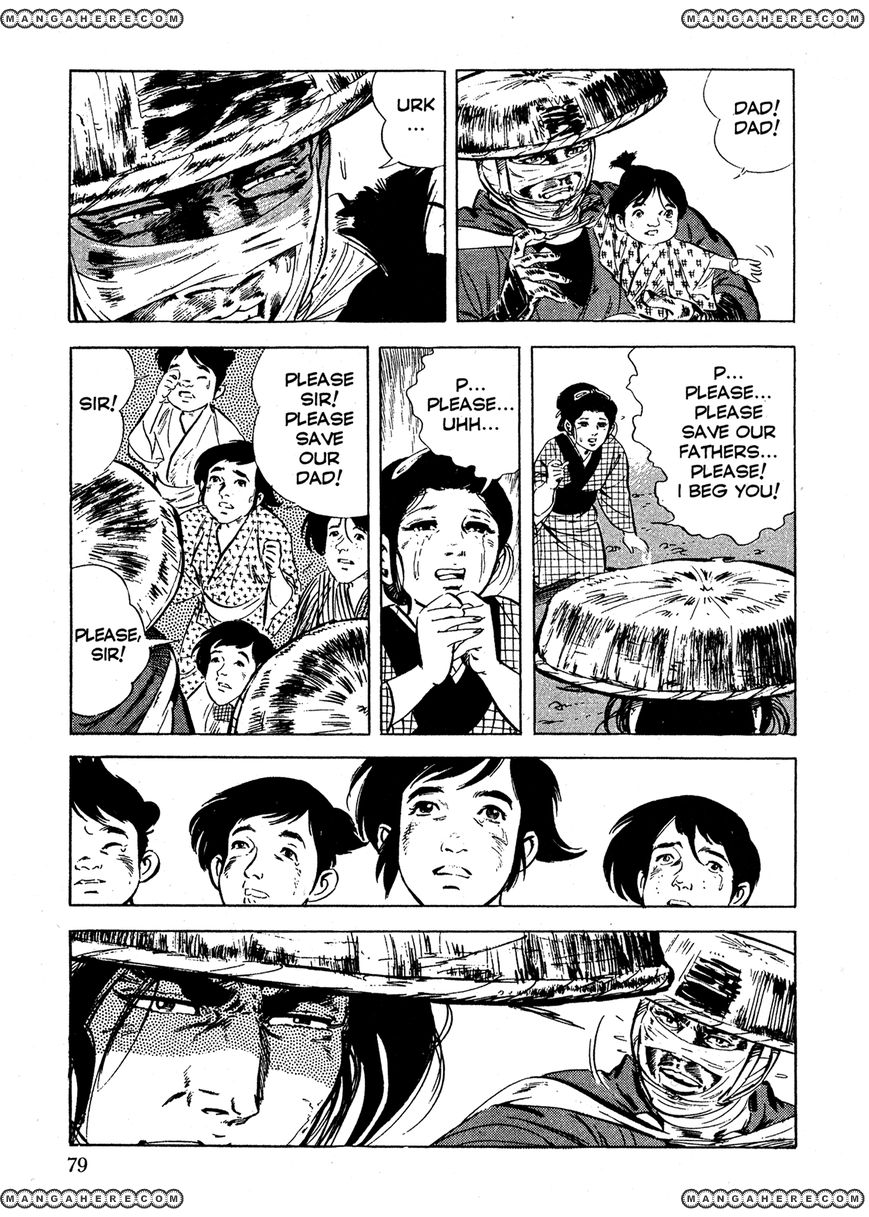 MANGAHERE.COM
MANGAHERE.COM
DAD!
DAD!
URK
...
P...
PLEASE...
PLEASE
SAVE OUR
FATHERS...
PLEASE!
I BEG YOU!
P...
PLEASE...
UHH...
PLEASE
SIR!
PLEASE
SAVE
OUR
DAD!
SIR!
PLEASE,
SIR!
79
MANGAHERE.COM
MANGAHERE.COM